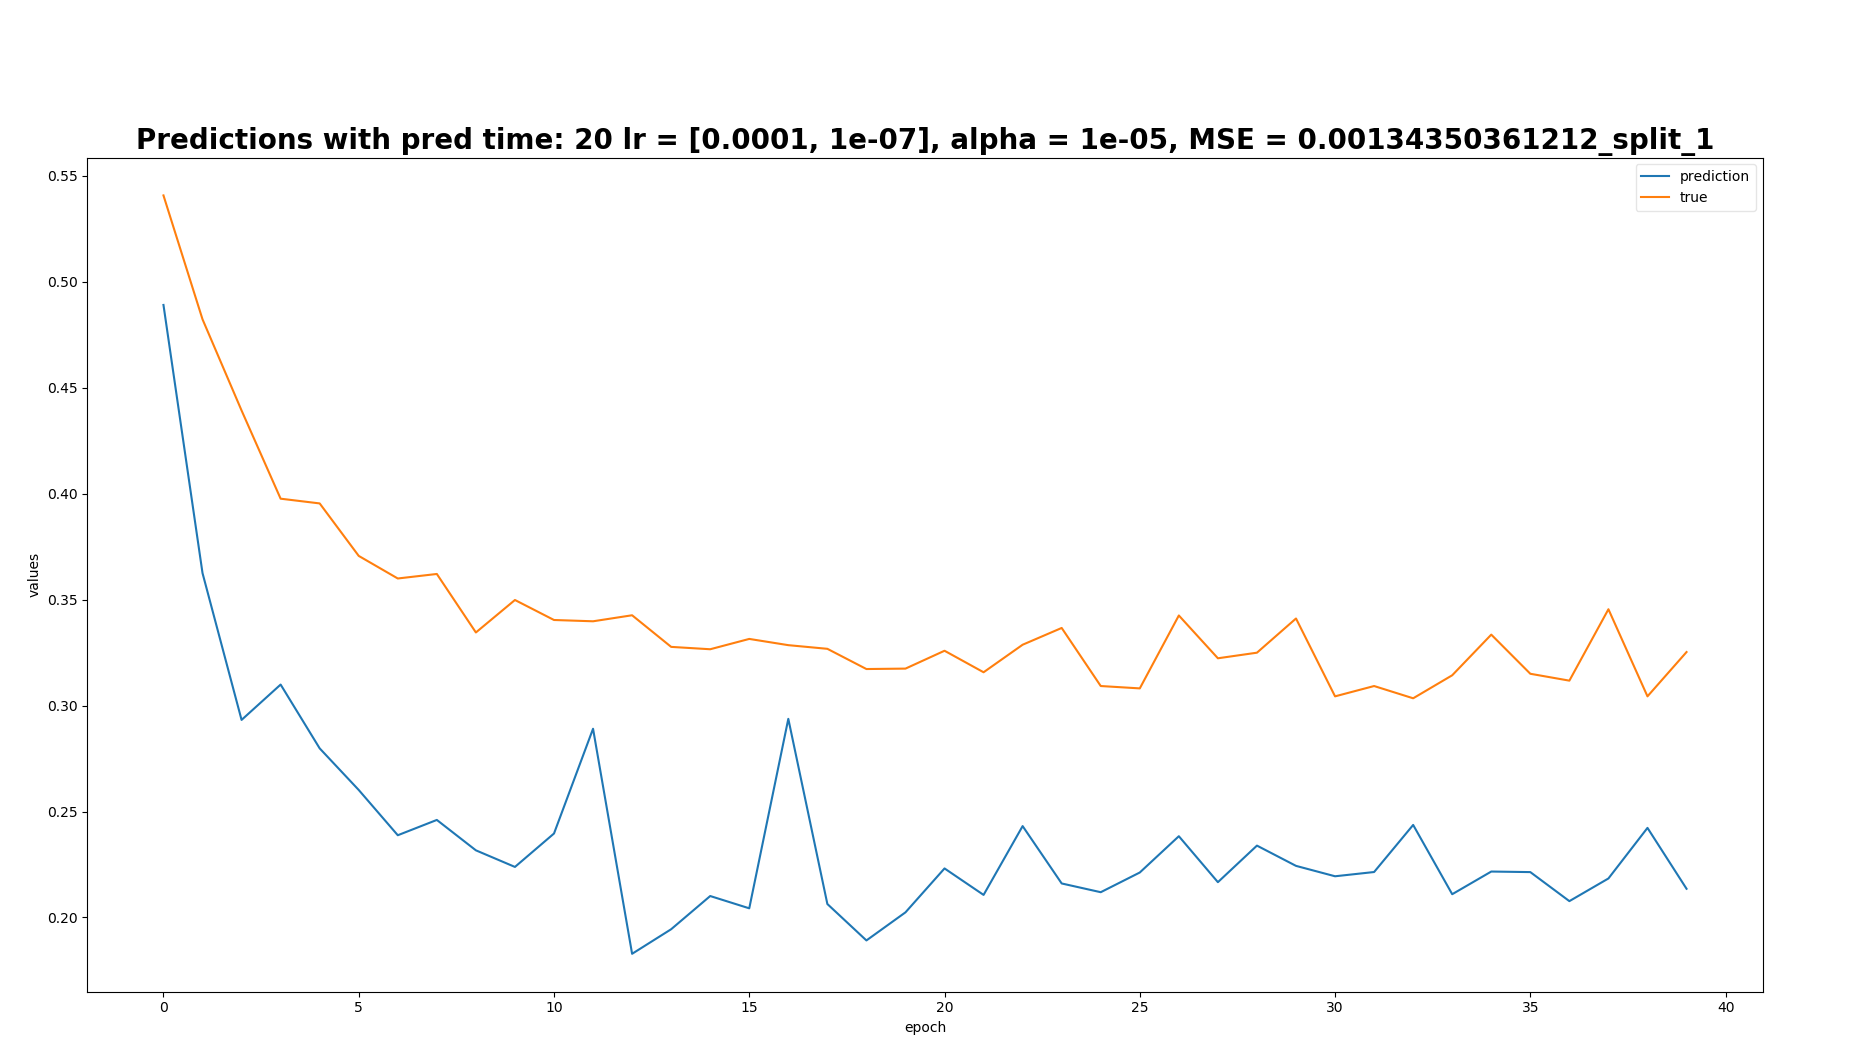 Predictions with pred time: 20 lr = [0.0001, 1e-07], alpha = 1e-05, MSE = 0.00134350361212_split_1
prediction
true
0.55
0.50
0.45
0.40
0.35
0.30
0.25
0.20
values
0 5 10 15 20 25 30 35 40
epoch